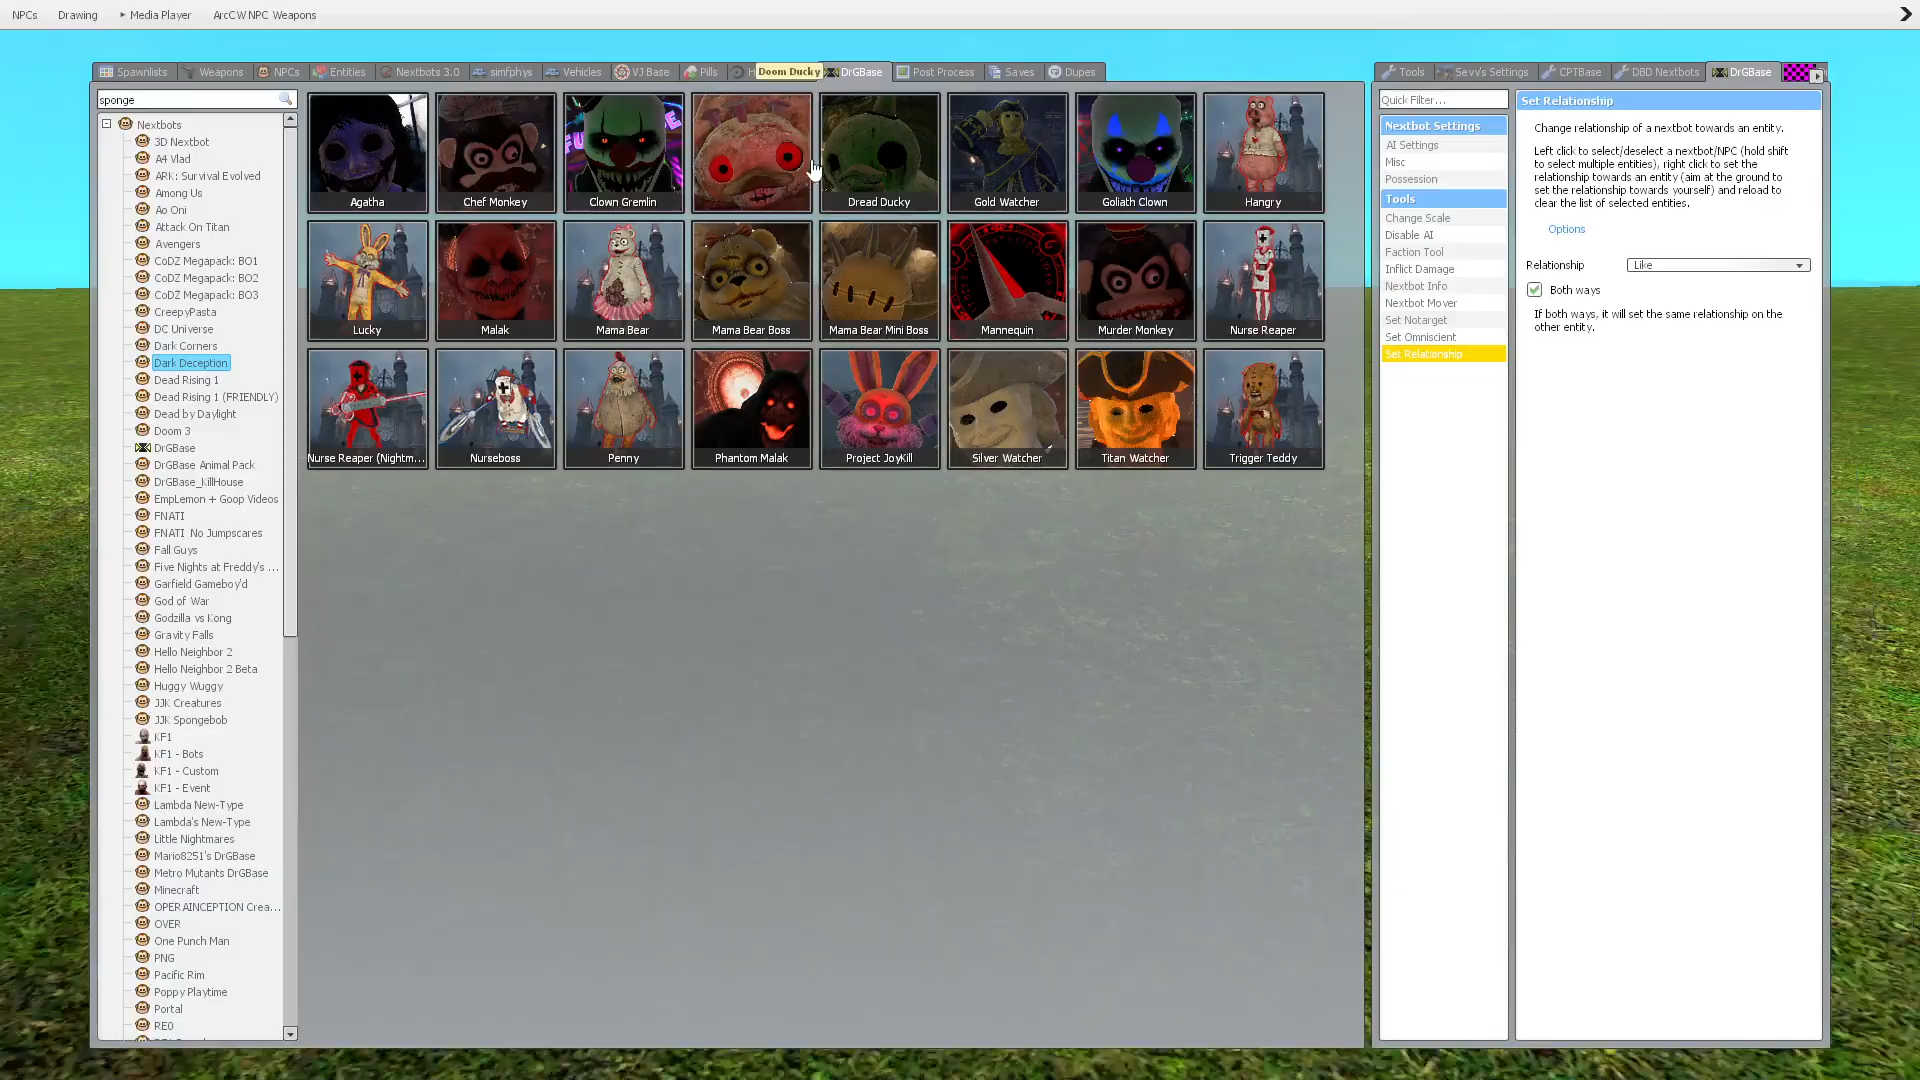 NPCs Drawing Media Player ArcCW NPC Weapons
Spawnlists Weapons NPCs Entities Nextbots 3.0 simfphys Vehicles VJ Base Pills Doom Ducky DrGBase Post Process Saves Dupes
Tools Sevv's Settings CPTBase DBD Nextbots DrGBase
sponge
Nextbots
3D Nextbot
A4 Vlad
ARK: Survival Evolved
Among Us
Ao Oni
Attack On Titan
Avengers
CoDZ Megapack: BO1
CoDZ Megapack: BO2
CoDZ Megapack: BO3
CreepyPasta
DC Universe
Dark Corners
Dark Deception
Dead Rising 1
Dead Rising 1 (FRIENDLY)
Dead by Daylight
Doom 3
DrGBase
DrGBase Animal Pack
DrGBase_KillHouse
EmpLemon + Goop Videos
FNATI
FNATI No Jumpscares
Fall Guys
Five Nights at Freddy's ...
Garfield Gameboy'd
God of War
Godzilla vs Kong
Gravity Falls
Hello Neighbor 2
Hello Neighbor 2 Beta
Huggy Wuggy
JJK Creatures
JJK Spongebob
KF1
KF1 - Bots
KF1 - Custom
KF1 - Event
Lambda New-Type
Lambda's New-Type
Little Nightmares
Mario8251's DrGBase
Metro Mutants DrGBase
Minecraft
OPERAINCEPTION Crea...
OVER
One Punch Man
PNG
Pacific Rim
Poppy Playtime
Portal
RE0
Agatha Chef Monkey Clown Gremlin Dread Ducky Gold Watcher Goliath Clown Hangry
Lucky Malak Mama Bear Mama Bear Boss Mama Bear Mini Boss Mannequin Murder Monkey Nurse Reaper
Nurse Reaper (Nightm... Nurseboss Penny Phantom Malak Project JoyKill Silver Watcher Titan Watcher Trigger Teddy
Quick Filter...
Nextbot Settings
AI Settings
Misc
Possession
Tools
Change Scale
Disable AI
Faction Tool
Inflict Damage
Nextbot Info
Nextbot Mover
Set Notarget
Set Omniscient
Set Relationship
Set Relationship
Change relationship of a nextbot towards an entity.
Left click to select/deselect a nextbot/NPC (hold shift
to select multiple entities), right click to set the
relationship towards an entity (aim at the ground to
set the relationship towards yourself) and reload to
clear the list of selected entities.
Options
Relationship Like
Both ways
If both ways, it will set the same relationship on the
other entity.